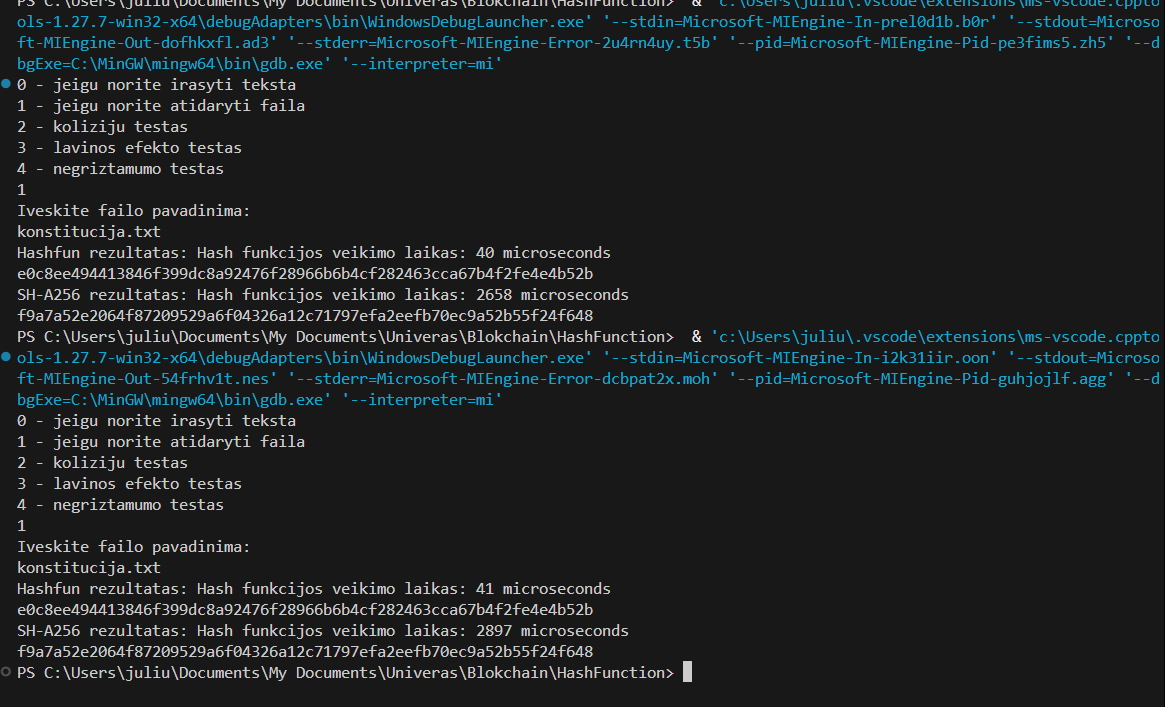 PS C:\Users\juliu\Documents\My Documents\Univeras\Blokchain\HashFunction>  & 'c:\Users\juliu\.vscode\extensions\ms-vscode.cppto
ols-1.27.7-win32-x64\debugAdapters\bin\WindowsDebugLauncher.exe' '--stdin=Microsoft-MIEngine-In-prel0d1b.b0r' '--stdout=Microso
ft-MIEngine-Out-dofhkxfl.ad3' '--stderr=Microsoft-MIEngine-Error-2u4rn4uy.t5b' '--pid=Microsoft-MIEngine-Pid-pe3fims5.zh5' '--d
bgExe=C:\MinGW\mingw64\bin\gdb.exe' '--interpreter=mi'
0 - jeigu norite irasyti teksta
1 - jeigu norite atidaryti faila
2 - koliziju testas
3 - lavinos efekto testas
4 - negriztamumo testas
1
Iveskite failo pavadinima:
konstitucija.txt
Hashfun rezultatas: Hash funkcijos veikimo laikas: 40 microseconds
e0c8ee494413846f399dc8a92476f28966b6b4cf282463cca67b4f2fe4e4b52b
SH-A256 rezultatas: Hash funkcijos veikimo laikas: 2658 microseconds
f9a7a52e2064f87209529a6f04326a12c71797efa2eefb70ec9a52b55f24f648
PS C:\Users\juliu\Documents\My Documents\Univeras\Blokchain\HashFunction>  & 'c:\Users\juliu\.vscode\extensions\ms-vscode.cppto
ols-1.27.7-win32-x64\debugAdapters\bin\WindowsDebugLauncher.exe' '--stdin=Microsoft-MIEngine-In-i2k31iir.oon' '--stdout=Microso
ft-MIEngine-Out-54frhv1t.nes' '--stderr=Microsoft-MIEngine-Error-dcbpat2x.moh' '--pid=Microsoft-MIEngine-Pid-guhjojlf.agg' '--d
bgExe=C:\MinGW\mingw64\bin\gdb.exe' '--interpreter=mi'
0 - jeigu norite irasyti teksta
1 - jeigu norite atidaryti faila
2 - koliziju testas
3 - lavinos efekto testas
4 - negriztamumo testas
1
Iveskite failo pavadinima:
konstitucija.txt
Hashfun rezultatas: Hash funkcijos veikimo laikas: 41 microseconds
e0c8ee494413846f399dc8a92476f28966b6b4cf282463cca67b4f2fe4e4b52b
SH-A256 rezultatas: Hash funkcijos veikimo laikas: 2897 microseconds
f9a7a52e2064f87209529a6f04326a12c71797efa2eefb70ec9a52b55f24f648
PS C:\Users\juliu\Documents\My Documents\Univeras\Blokchain\HashFunction>